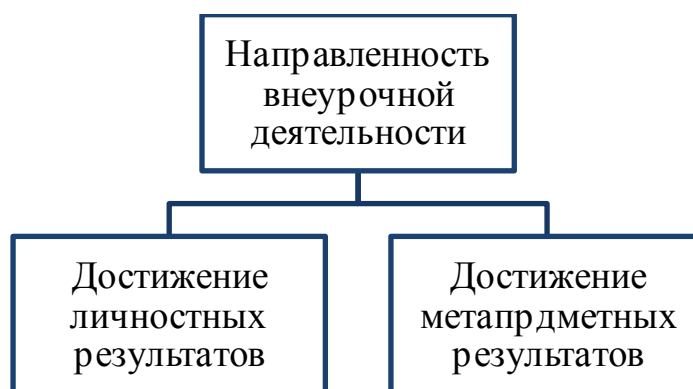 Направленность
внеурочной
деятельности
Достижение
личностных
результатов
Достижение
метапрдметных
результатов